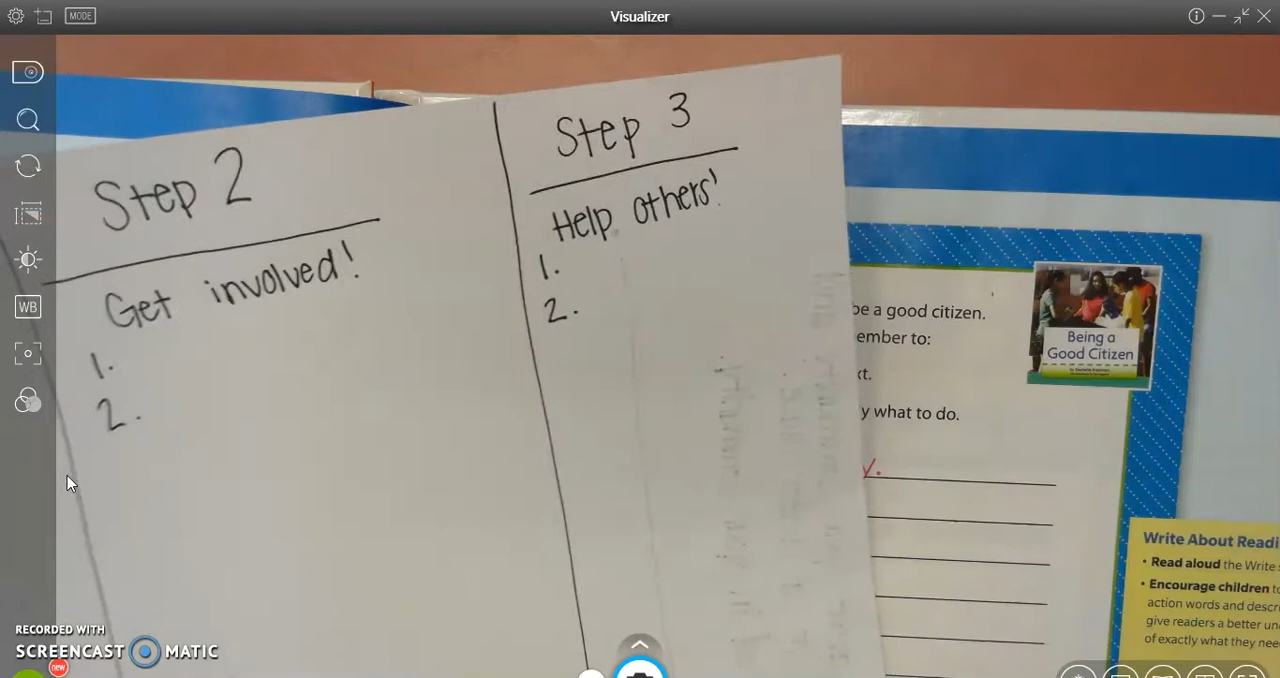 Visualizer
MODE
WB
Step 2
Get involved!
1.
2.
Step 3
Help others!
1.
2.
be a good citizen.
ember to:
xt.
y what to do.
y.
Being a
Good Citizen
Write About Readi
• Read aloud the Write
• Encourage children to
action words and descri
give readers a better un
of exactly what they nee
RECORDED WITH
SCREENCAST MATIC
new